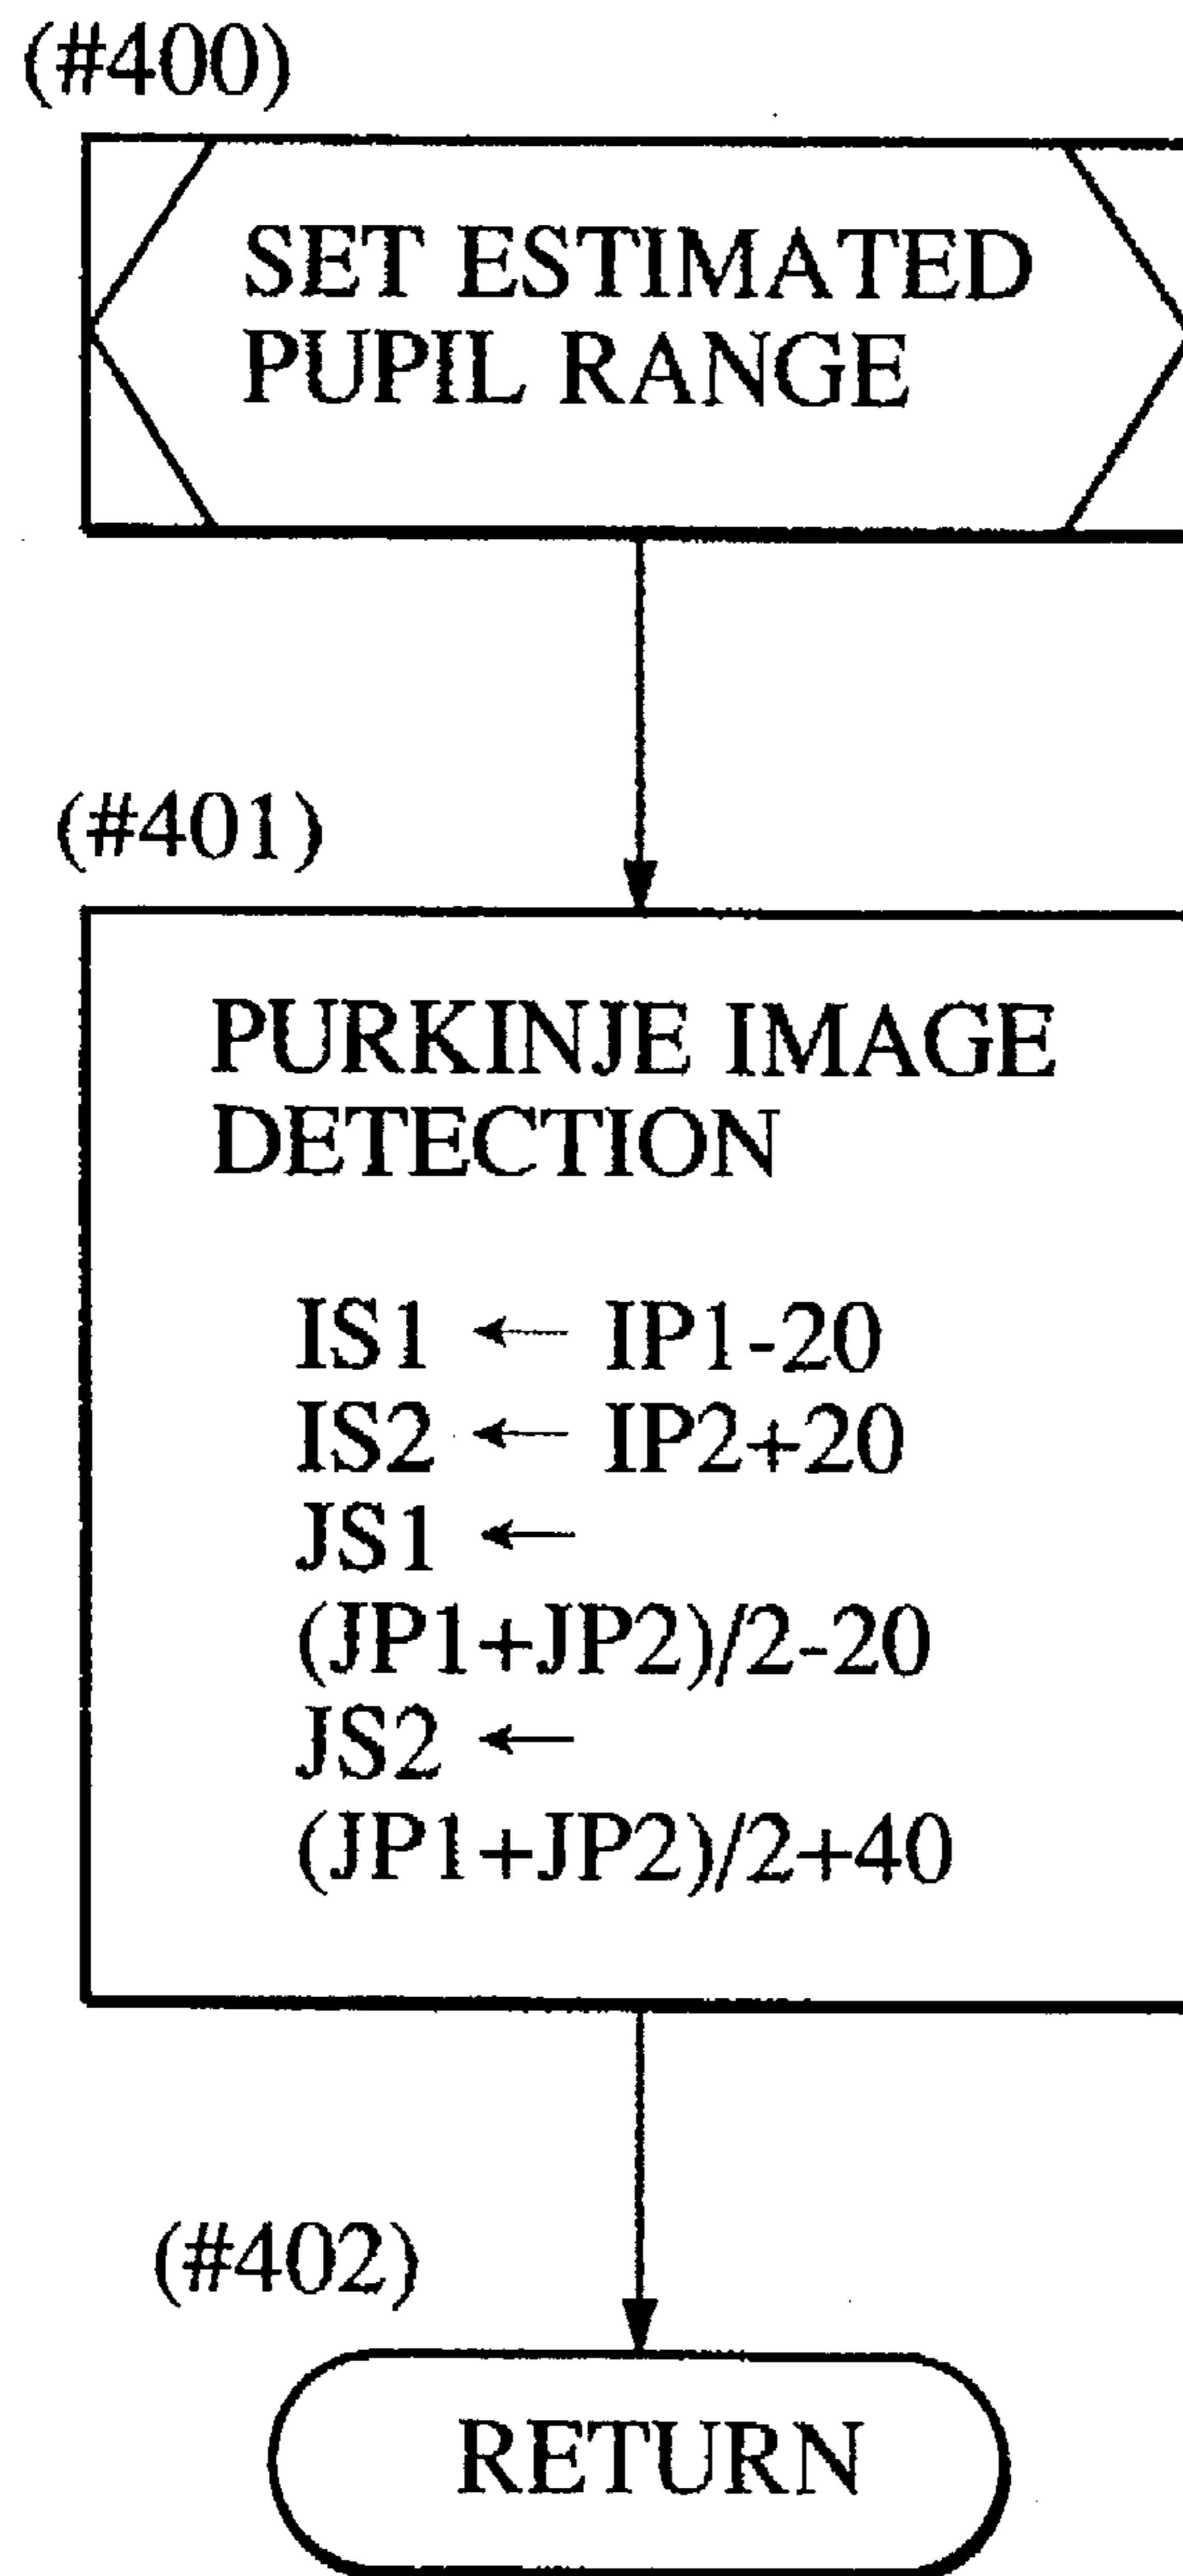 (#400)
SET ESTIMATED
PUPIL RANGE
(#401)
PURKINJE IMAGE
DETECTION
IS1 ← IP1-20
IS2 ← IP2+20
JS1 ←
(JP1+JP2)/2-20
JS2 ←
(JP1+JP2)/2+40
(#402)
RETURN